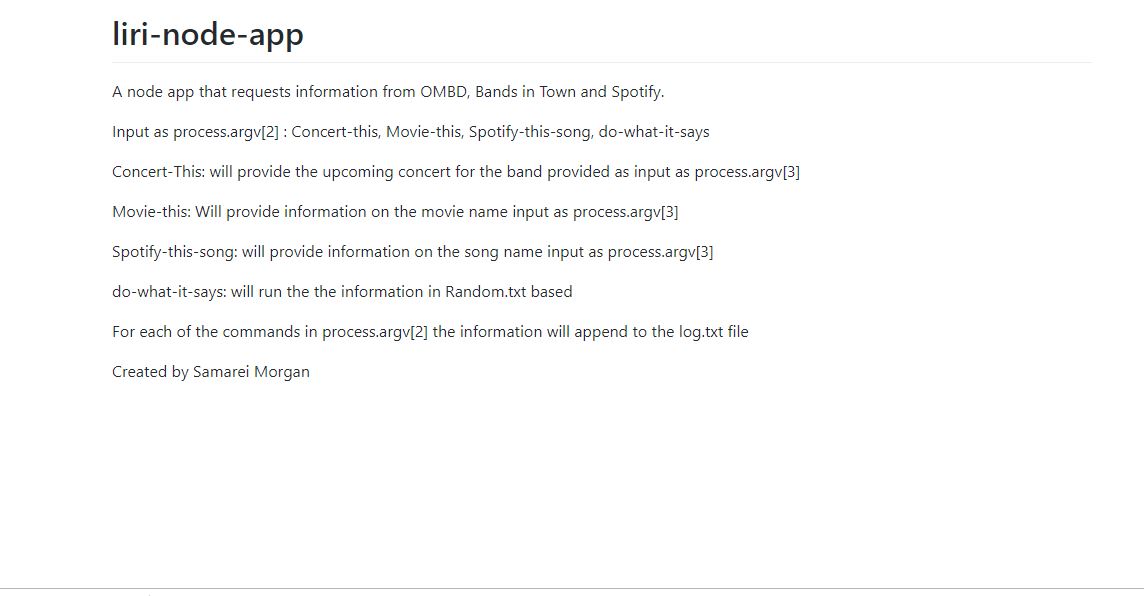 liri-node-app
A node app that requests information from OMBD, Bands in Town and Spotify.
Input as process.argv[2] : Concert-this, Movie-this, Spotify-this-song, do-what-it-says
Concert-This: will provide the upcoming concert for the band provided as input as process.argv[3]
Movie-this: Will provide information on the movie name input as process.argv[3]
Spotify-this-song: will provide information on the song name input as process.argv[3]
do-what-it-says: will run the the information in Random.txt based
For each of the commands in process.argv[2] the information will append to the log.txt file
Created by Samarei Morgan